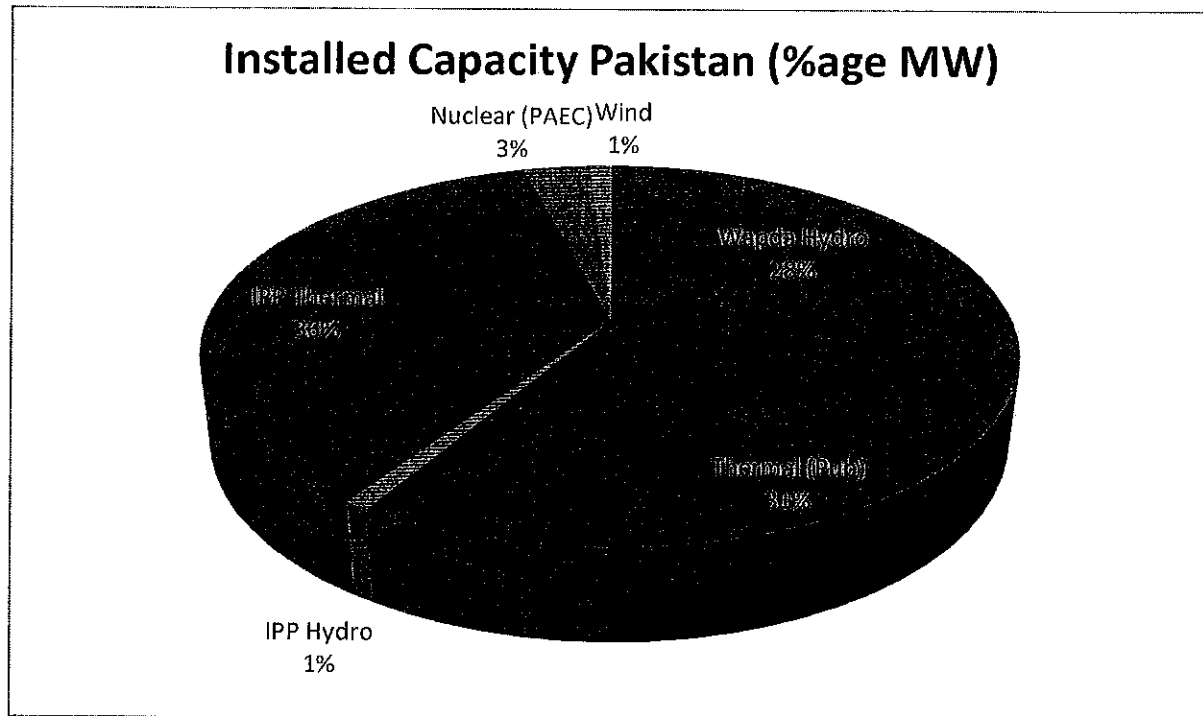 Installed Capacity Pakistan (%age MW)
Nuclear (PAEC) Wind
3% 1%
Wapda Hydro
28%
IPP Thermal
36%
Thermal (Pub)
31%
IPP Hydro
1%